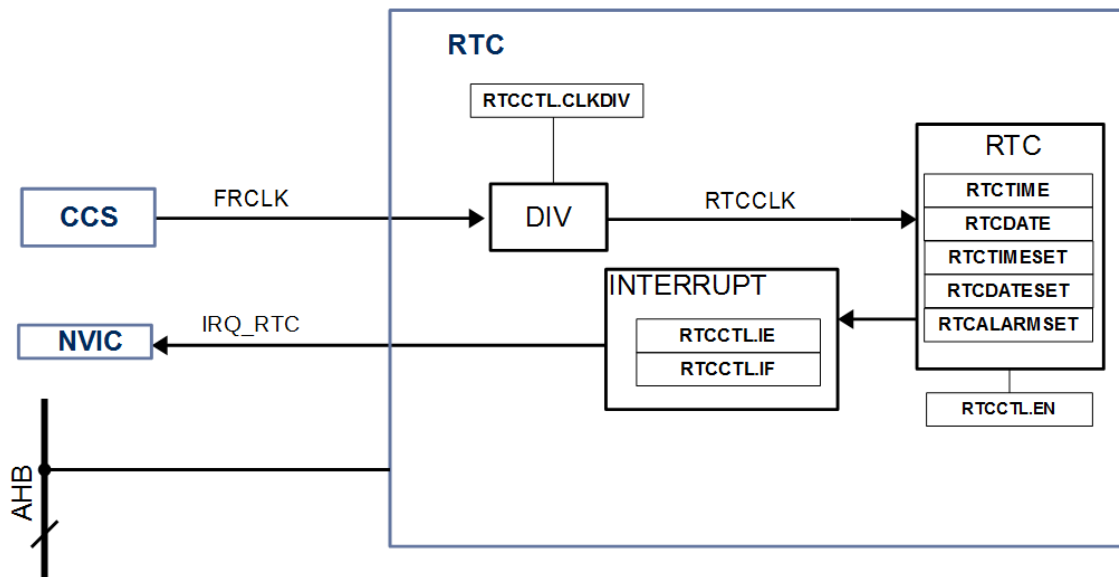 RTC
RTCCTL.CLKDIV
RTC
RTCTIME
RTCDATE
RTCTIMESET
RTCDATESET
RTCALARMSET
CCS
FRCLK
DIV
RTCCLK
INTERRUPT
RTCCTL.IE
RTCCTL.IF
NVIC
IRQ_RTC
RTCCTL.EN
AHB